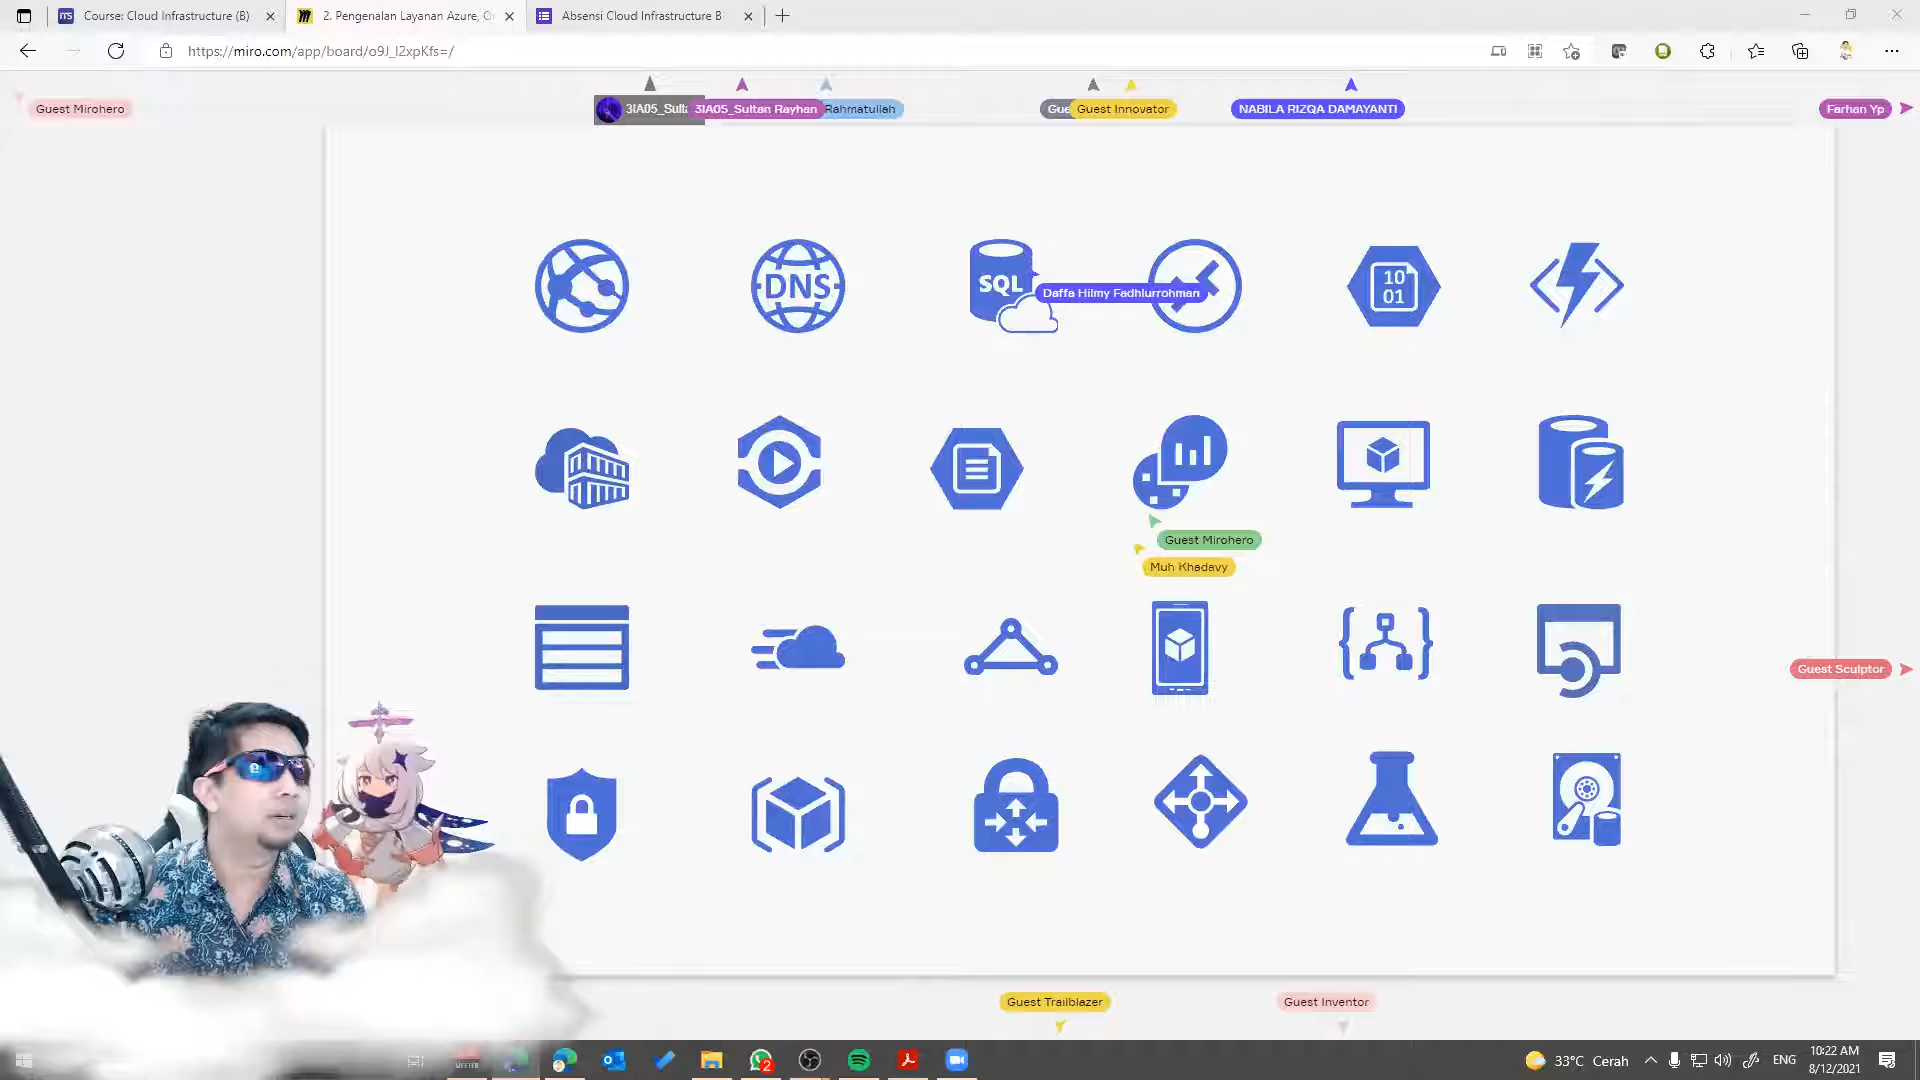 Course: Cloud Infrastructure (B)
2. Pengenalan Layanan Azure, O
Absensi Cloud Infrastructure B
https://miro.com/app/board/o9J_l2xpKfs=/
Guest Mirohero
3IA05_Sulta
3IA05_Sultan Rayhan
Rahmatullah
Gue
Guest Innovator
NABILA RIZQA DAMAYANTI
Farhan Yp
DNS
SQL
10
01
Daffa Hilmy Fadhlurrohman
Guest Mirohero
Muh Khadavy
Guest Sculptor
Guest Trailblazer
Guest Inventor
2
33°C Cerah
ENG
10:22 AM
8/12/2021